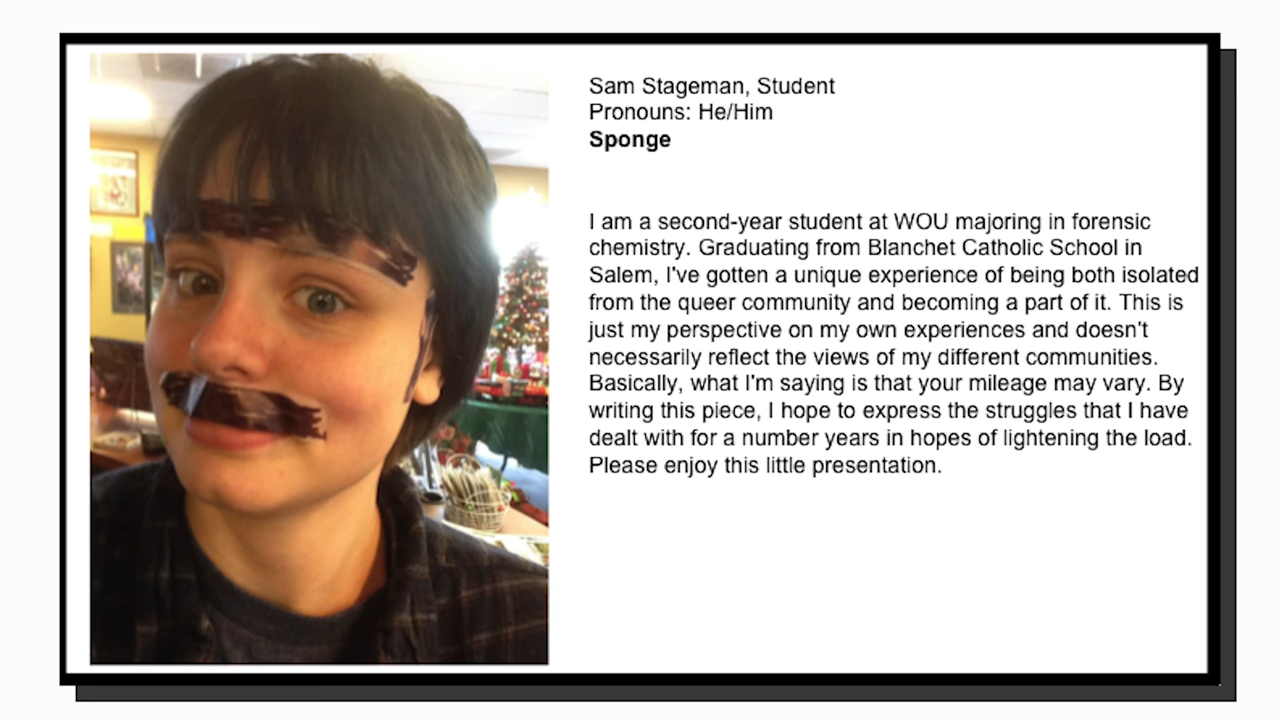 Sam Stageman, Student
Pronouns: He/Him
Sponge
I am a second-year student at WOU majoring in forensic
chemistry. Graduating from Blanchet Catholic School in
Salem, I've gotten a unique experience of being both isolated
from the queer community and becoming a part of it. This is
just my perspective on my own experiences and doesn't
necessarily reflect the views of my different communities.
Basically, what I'm saying is that your mileage may vary. By
writing this piece, I hope to express the struggles that I have
dealt with for a number years in hopes of lightening the load.
Please enjoy this little presentation.